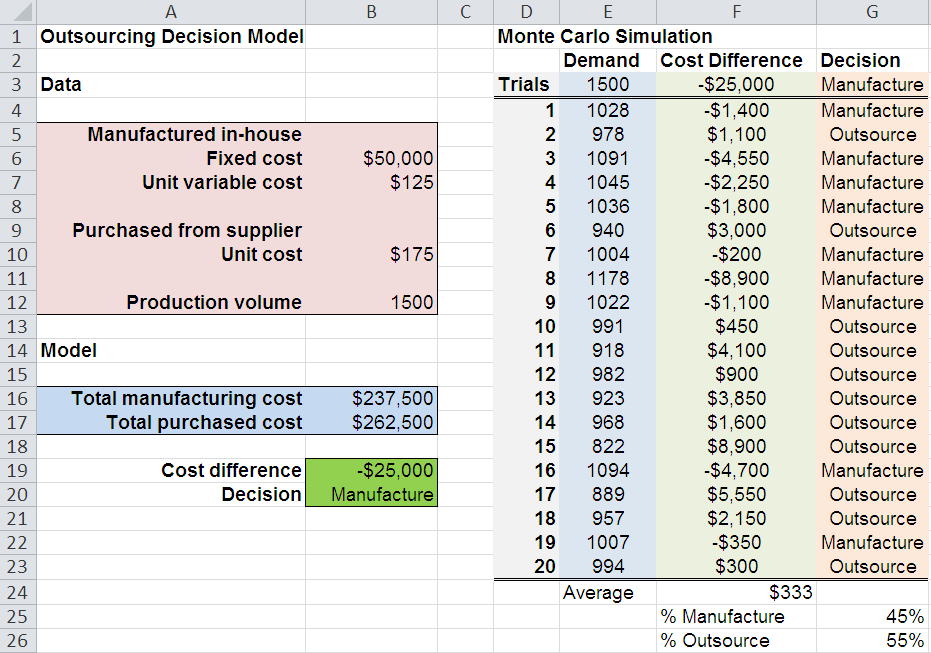 A B C D E F G
1 Outsourcing Decision Model Monte Carlo Simulation
2 Demand Cost Difference Decision
3 Data Trials 1500 -$25,000 Manufacture
4 1 1028 -$1,400 Manufacture
5 Manufactured in-house 2 978 $1,100 Outsource
6 Fixed cost $50,000 3 1091 -$4,550 Manufacture
7 Unit variable cost $125 4 1045 -$2,250 Manufacture
8 5 1036 -$1,800 Manufacture
9 Purchased from supplier 6 940 $3,000 Outsource
10 Unit cost $175 7 1004 -$200 Manufacture
11 8 1178 -$8,900 Manufacture
12 Production volume 1500 9 1022 -$1,100 Manufacture
13 10 991 $450 Outsource
14 Model 11 918 $4,100 Outsource
15 12 982 $900 Outsource
16 Total manufacturing cost $237,500 13 923 $3,850 Outsource
17 Total purchased cost $262,500 14 968 $1,600 Outsource
18 15 822 $8,900 Outsource
19 Cost difference -$25,000 16 1094 -$4,700 Manufacture
20 Decision Manufacture 17 889 $5,550 Outsource
21 18 957 $2,150 Outsource
22 19 1007 -$350 Manufacture
23 20 994 $300 Outsource
24 Average $333
25 % Manufacture 45%
26 % Outsource 55%